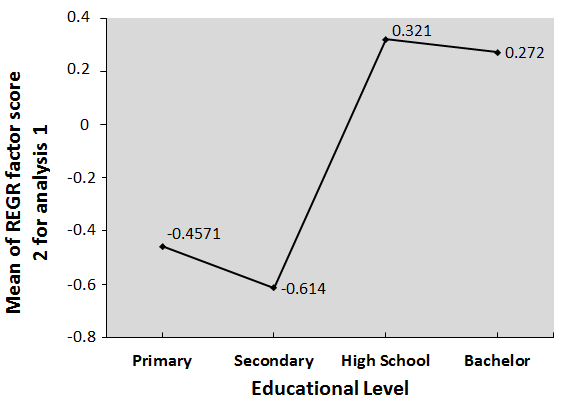 0.4
0.2
0
-0.2
-0.4
-0.6
-0.8
Mean of REGR factor score
2 for analysis 1
-0.4571
-0.614
0.321
0.272
Primary
Secondary
High School
Bachelor
Educational Level